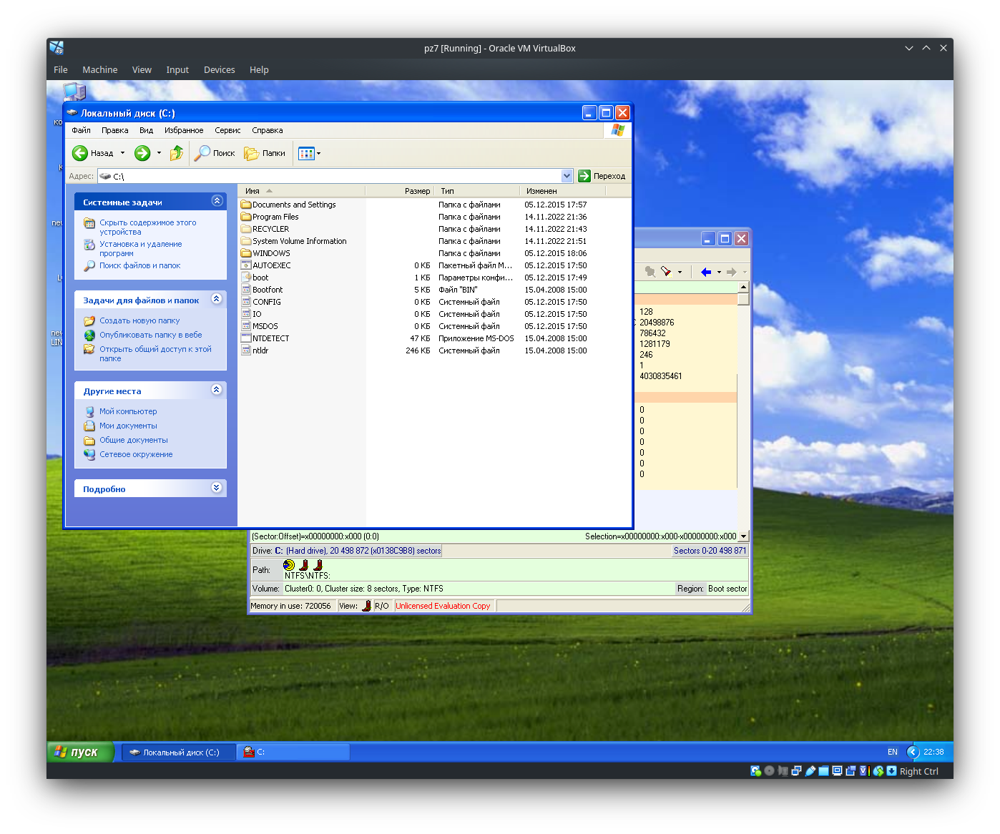 pz7 [Running] - Oracle VM VirtualBox
File Machine View Input Devices Help
Локальный диск (C:)
Файл Правка Вид Избранное Сервис Справка
Назад Поиск Папки
Адрес: C:\ Переход
Системные задачи
Скрыть содержимое этого
устройства
Установка и удаление
программ
Поиск файлов и папок
Задачи для файлов и папок
Создать новую папку
Опубликовать папку в вебе
Открыть общий доступ к этой
папке
Другие места
Мой компьютер
Мои документы
Общие документы
Сетевое окружение
Подробно
Имя Размер Тип Изменен
Documents and Settings Папка с файлами 05.12.2015 17:57
Program Files Папка с файлами 14.11.2022 21:36
RECYCLER Папка с файлами 14.11.2022 21:43
System Volume Information Папка с файлами 14.11.2022 21:51
WINDOWS Папка с файлами 05.12.2015 18:06
AUTOEXEC 0 КБ Пакетный файл M... 05.12.2015 17:50
boot 1 КБ Параметры конфи... 05.12.2015 17:49
Bootfont 5 КБ Файл "BIN" 15.04.2008 15:00
CONFIG 0 КБ Системный файл 05.12.2015 17:50
IO 0 КБ Системный файл 05.12.2015 17:50
MSDOS 0 КБ Системный файл 05.12.2015 17:50
NTDETECT 47 КБ Приложение MS-DOS 15.04.2008 15:00
ntldr 246 КБ Системный файл 15.04.2008 15:00
128
20498876
786432
1281179
246
1
4030835461
0
0
0
0
0
0
0
(Sector:Offset)=x00000000:x000 (0:0) Selection=x00000000:x000-x00000000:x000
Drive: C: (Hard drive), 20 498 872 (x0138C9B8) sectors Sectors 0-20 498 871
Path: NTFS\NTFS:
Volume: Cluster0: 0, Cluster size: 8 sectors, Type: NTFS Region: Boot sector
Memory in use: 720056 View: R/O Unlicensed Evaluation Copy
пуск Локальный диск (C:) C: EN 22:38
Right Ctrl